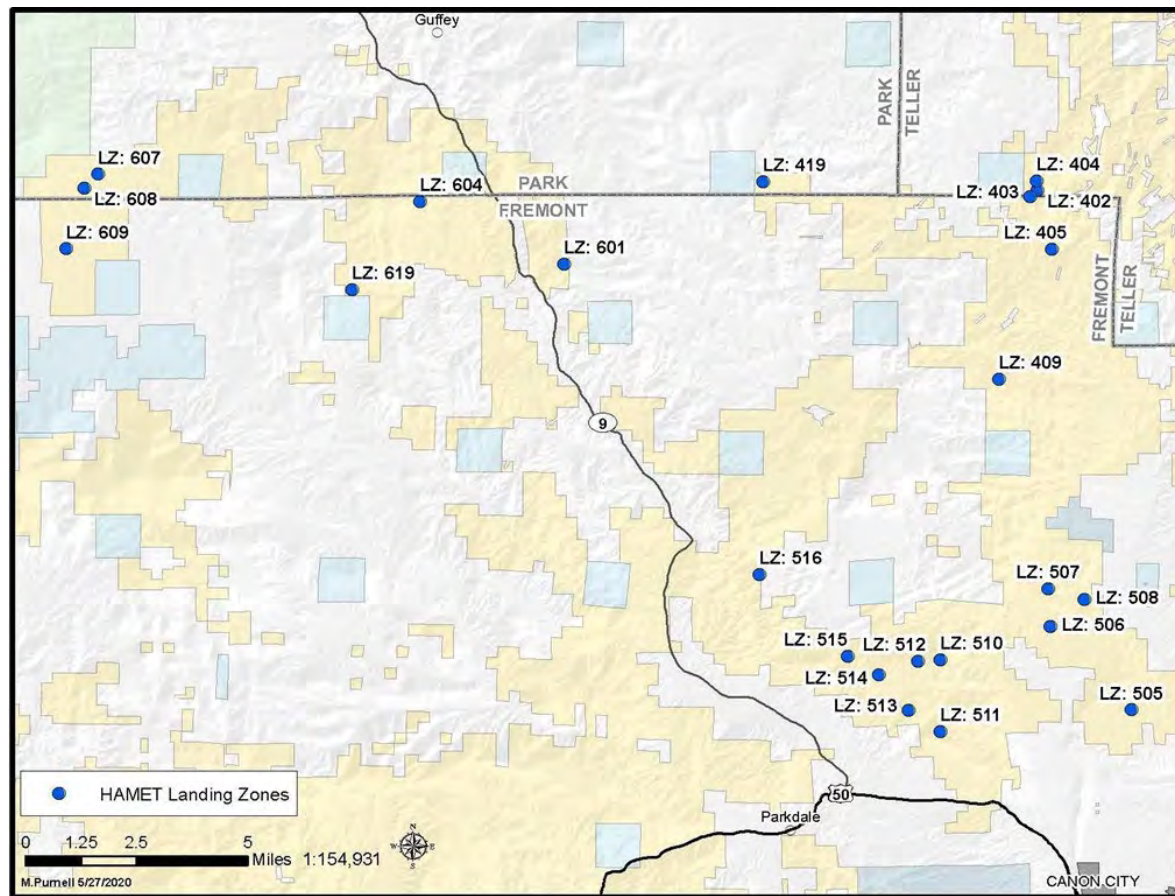 Guffey
PARK
TELLER
LZ: 607
LZ: 608
LZ: 604
PARK
FREMONT
LZ: 419
LZ: 404
LZ: 403
LZ: 402
LZ: 609
LZ: 619
LZ: 601
LZ: 405
FREMONT
TELLER
LZ: 409
9
LZ: 516
LZ: 507
LZ: 508
LZ: 506
LZ: 515
LZ: 512
LZ: 510
LZ: 514
LZ: 513
LZ: 511
LZ: 505
HAMET Landing Zones
50
Parkdale
0 1.25 2.5 5
Miles 1:154,931
N
W E
S
M.Purnell 5/27/2020
CANON CITY